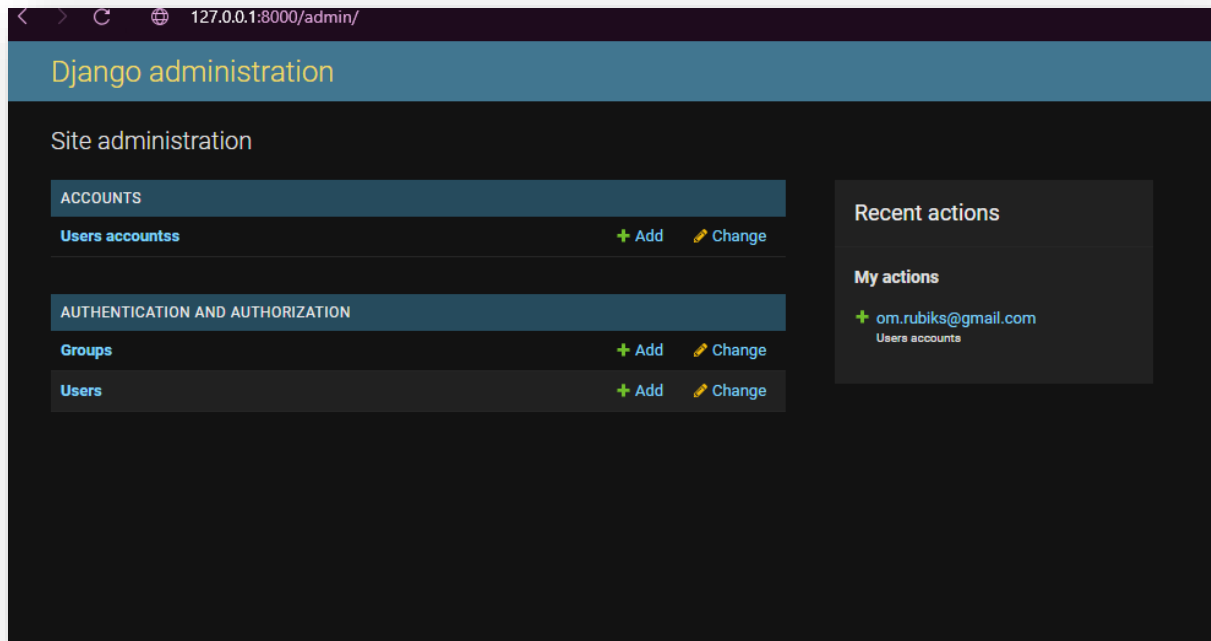 127.0.0.1:8000/admin/
Django administration
Site administration
ACCOUNTS
Users accountss
Add
Change
AUTHENTICATION AND AUTHORIZATION
Groups
Add
Change
Users
Add
Change
Recent actions
My actions
om.rubiks@gmail.com
Users accounts